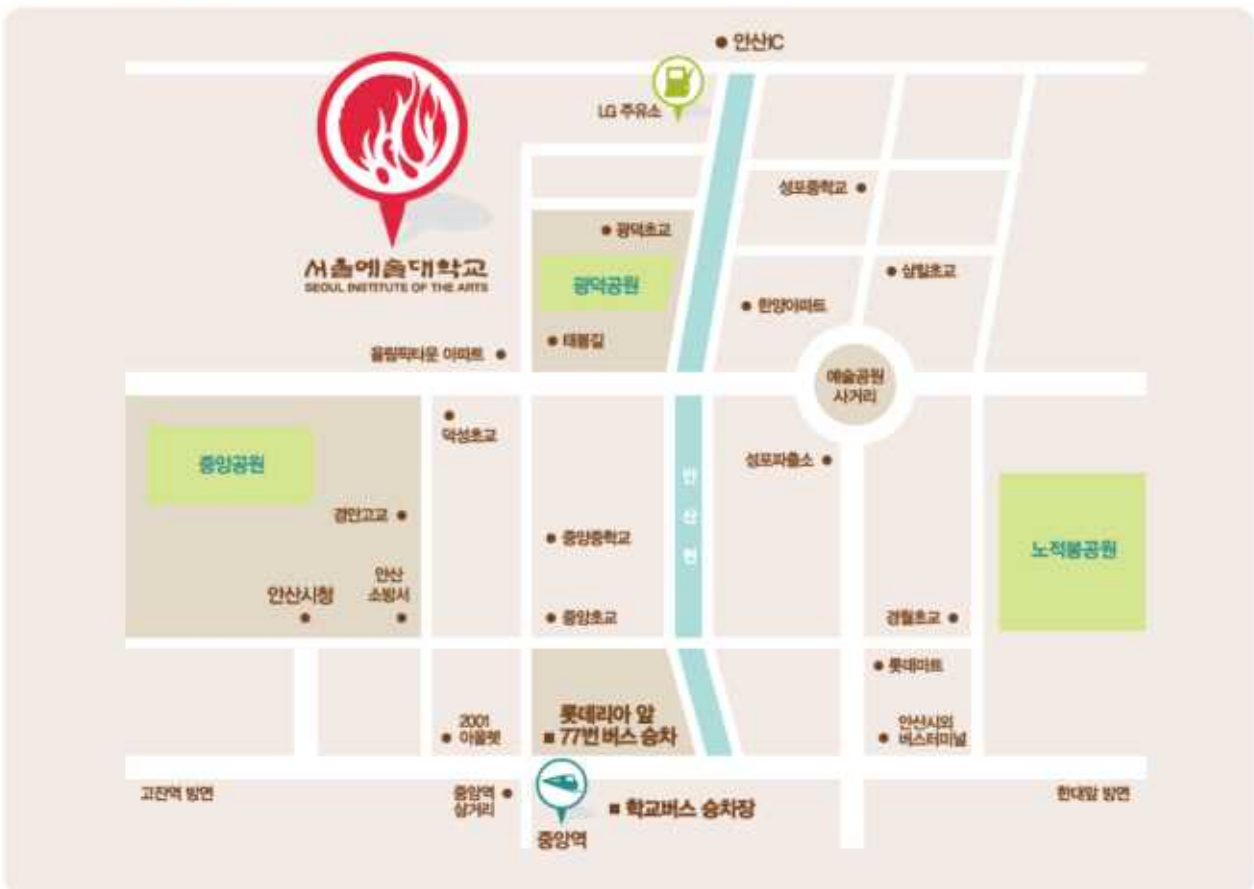 안산IC
LG 주유소
성포중학교
광덕초교
서울예술대학교
SEOUL INSTITUTE OF THE ARTS
삼일초교
광덕공원
한양아파트
태봉길
올림픽타운 아파트
예술공원
사거리
덕성초교
중앙공원
성포파출소
안
산
천
경안고교
중앙중학교
노적봉공원
안산
소방서
안산시청
중앙초교
경월초교
롯데마트
2001
아울렛
롯데리아 앞
77번 버스 승차
안산시외
버스터미널
고잔역 방면
중앙역
삼거리
학교버스 승차장
한대앞 방면
중앙역